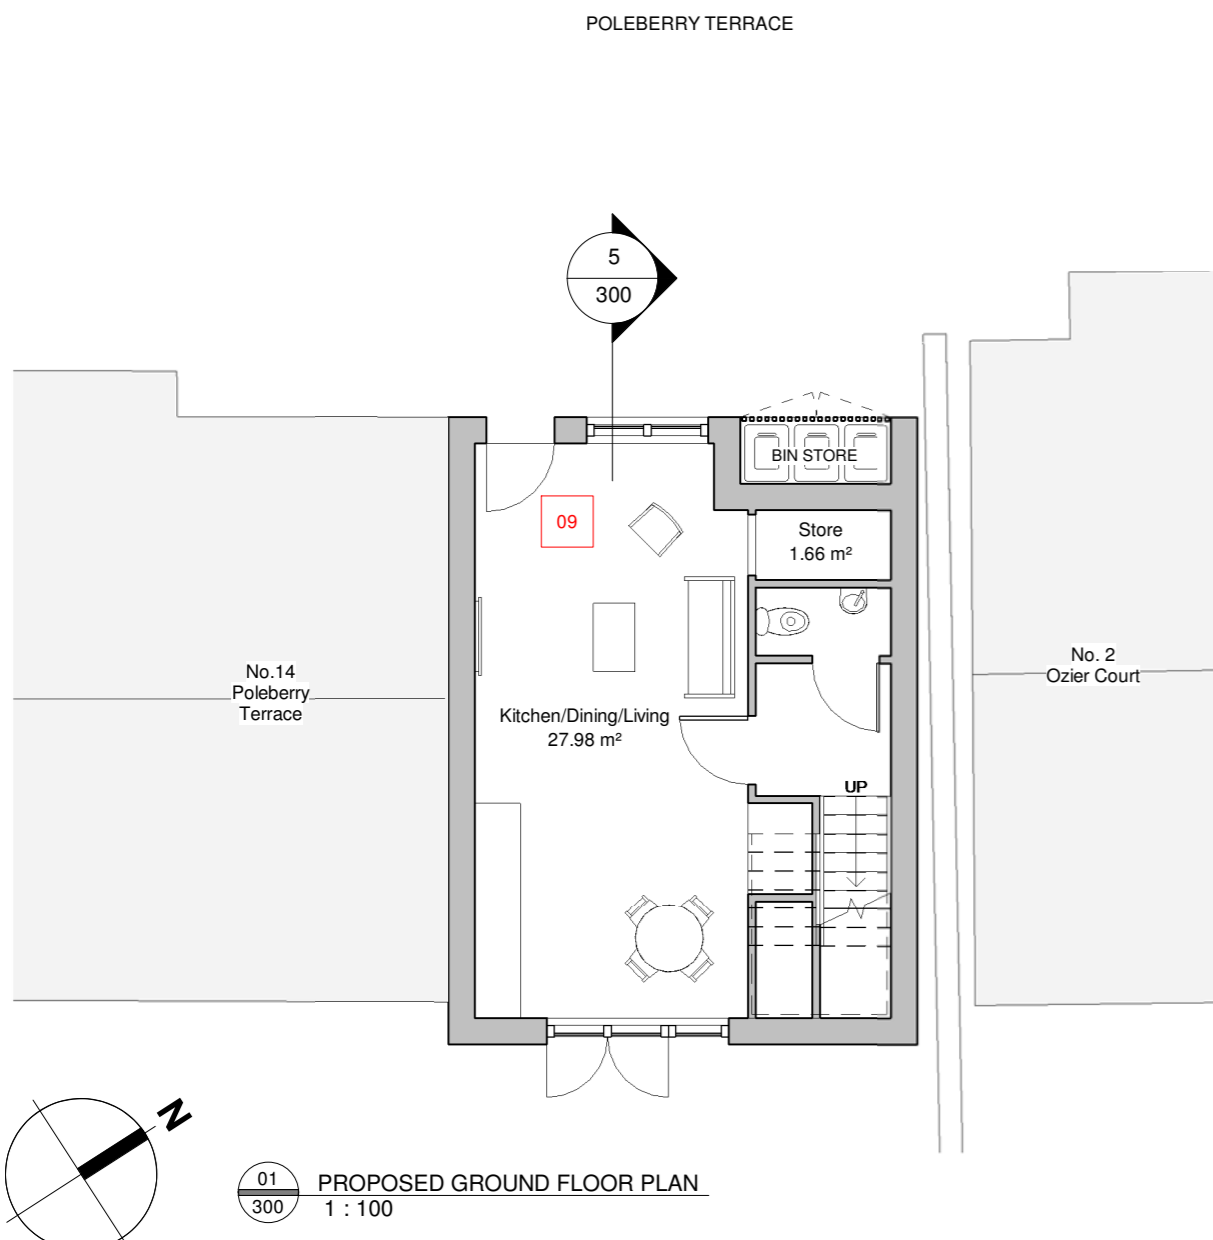 POLEBERRY TERRACE
5
300
BIN STORE
09
Store
1.66 m²
No.14
Poleberry
Terrace
No. 2
Ozier Court
Kitchen/Dining/Living
27.98 m²
UP
N
01
300
PROPOSED GROUND FLOOR PLAN
1 : 100